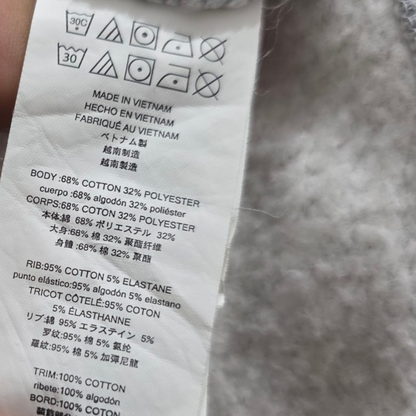 30C
30
MADE IN VIETNAM
HECHO EN VIETNAM
FABRIQUÉ AU VIETNAM
ベトナム製
越南制造
越南製造
BODY:68% COTTON 32% POLYESTER
cuerpo:68% algodón 32% poliéster
CORPS:68% COTON 32% POLYESTER
本体:綿 68% ポリエステル 32%
大身:68% 棉 32% 聚酯纤维
身體:68% 棉 32% 聚酯
RIB:95% COTTON 5% ELASTANE
punto elástico:95% algodón 5% elastano
TRICOT CÔTELÉ:95% COTON
5% ÉLASTHANNE
リブ:綿 95% エラステイン 5%
罗纹:95% 棉 5% 氨纶
羅紋:95% 棉 5% 加彈尼龍
TRIM:100% COTTON
ribete:100% algodón
BORD:100% COTON